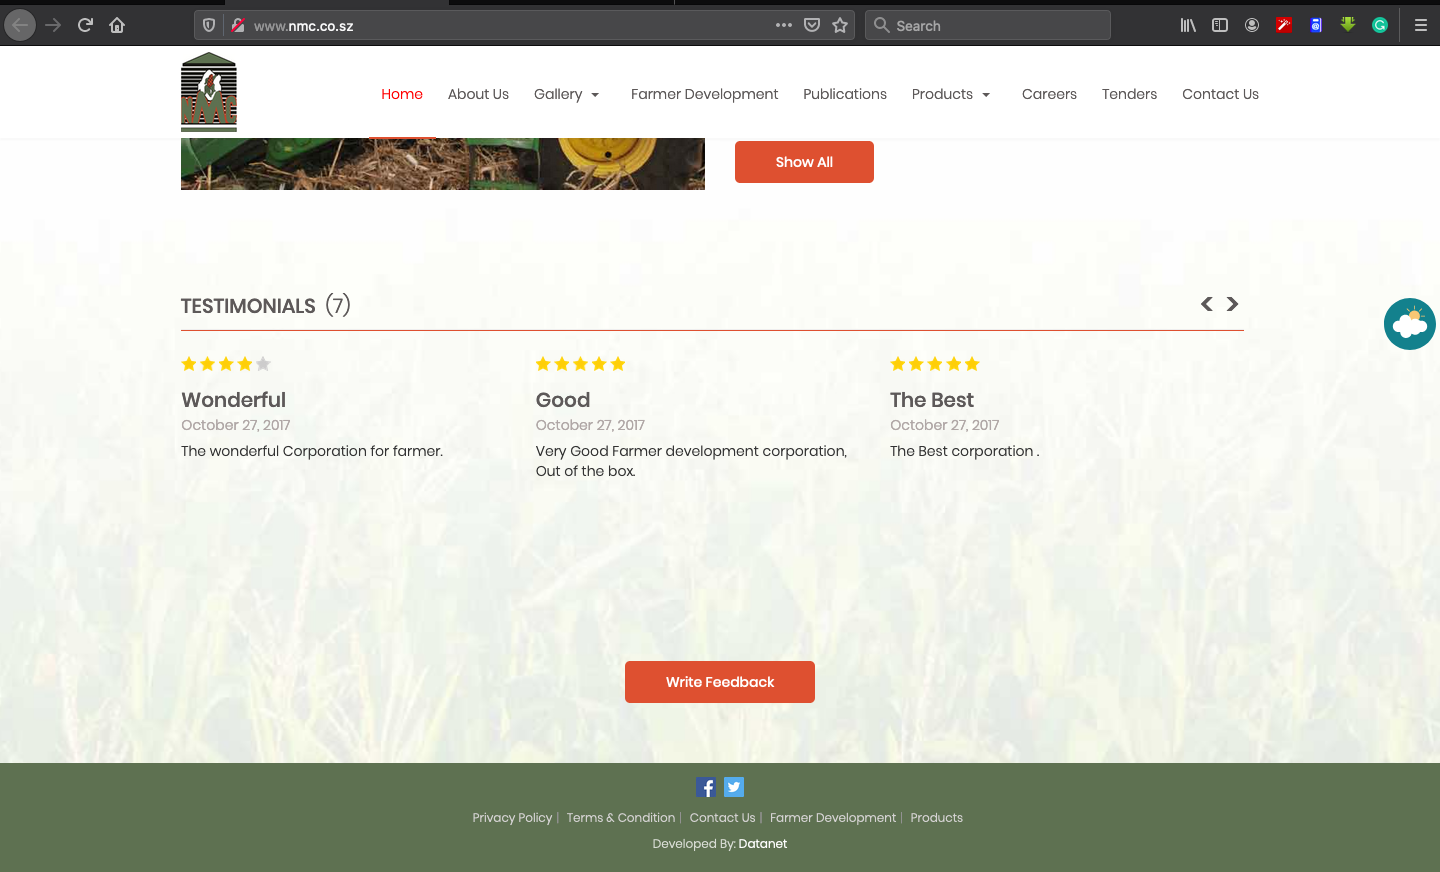 www.nmc.co.sz
Search
NMC
Home About Us Gallery Farmer Development Publications Products Careers Tenders Contact Us
Show All
TESTIMONIALS (7)
Wonderful
October 27, 2017
The wonderful Corporation for farmer.
Good
October 27, 2017
Very Good Farmer development corporation,
Out of the box.
The Best
October 27, 2017
The Best corporation .
Write Feedback
Privacy Policy | Terms & Condition | Contact Us | Farmer Development | Products
Developed By: Datanet